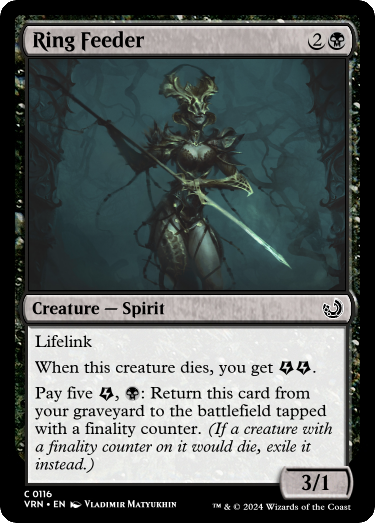 Ring Feeder
2
Creature — Spirit
Lifelink
When this creature dies, you get.
Pay five, : Return this card from
your graveyard to the battlefield tapped
with a finality counter. (If a creature with
a finality counter on it would die, exile it
instead.)
3/1
C 0116
VRN • EN Vladimir Matyukhin
™ & © 2024 Wizards of the Coast